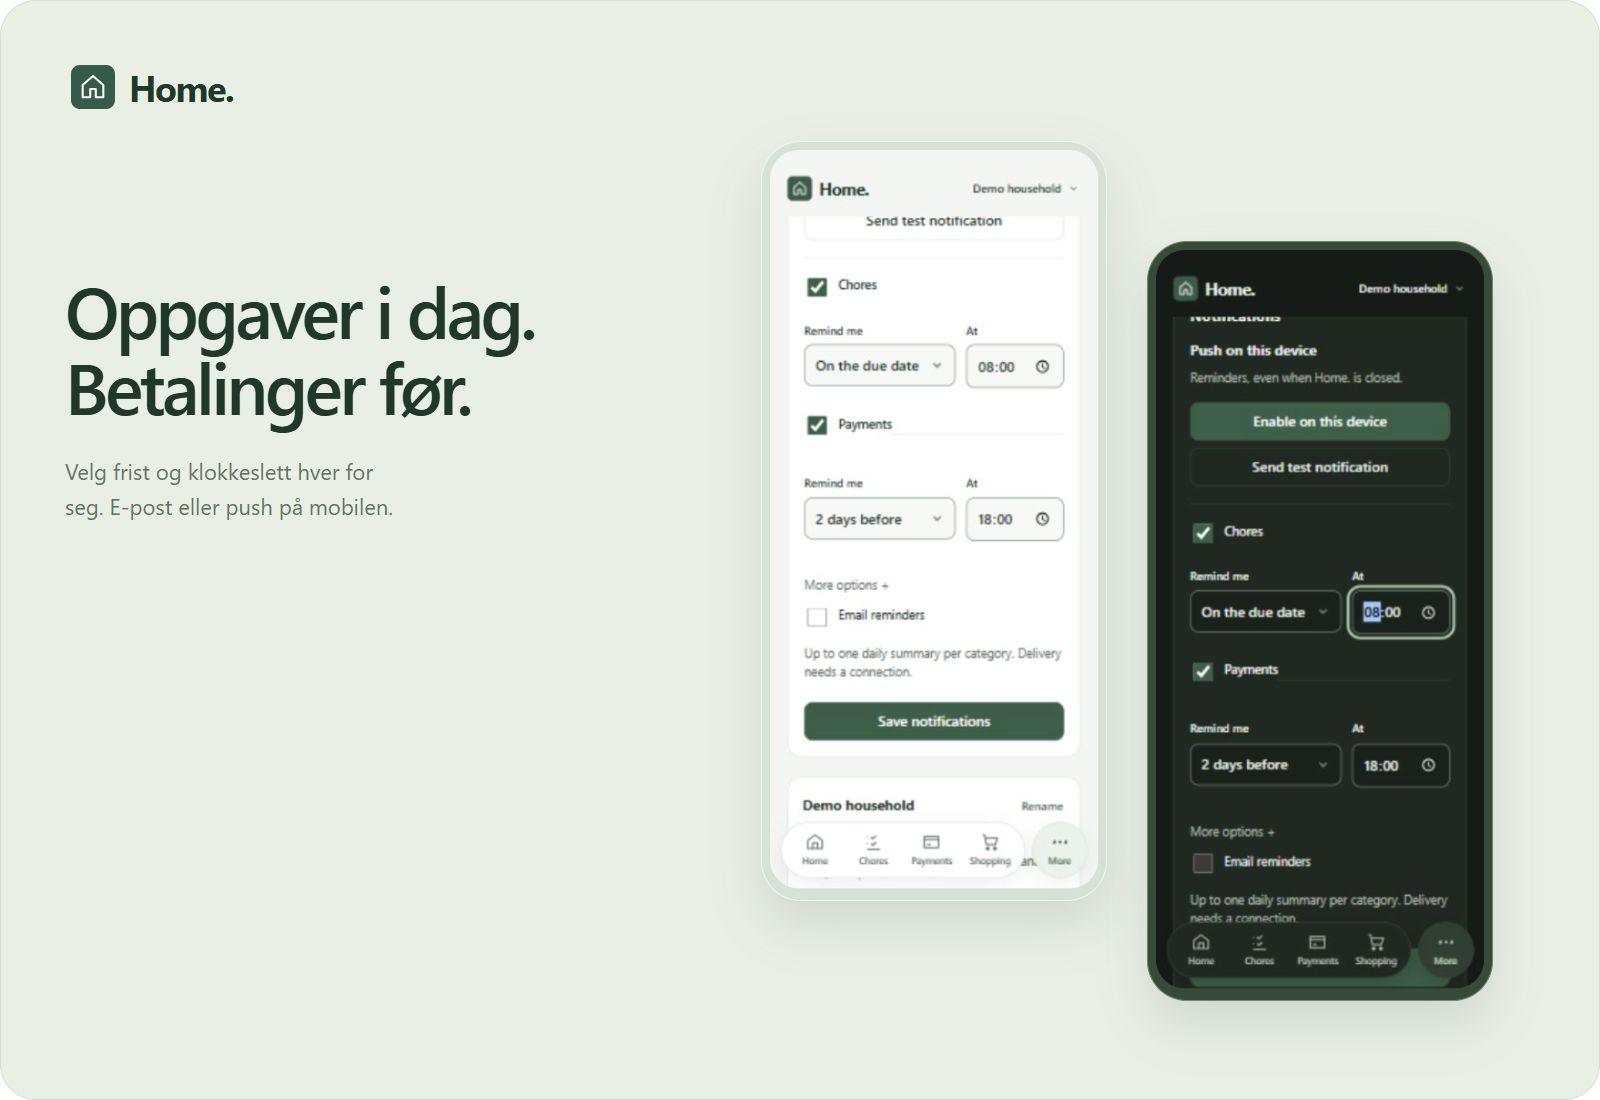 Home.
Oppgaver i dag.
Betalinger før.
Velg frist og klokkeslett hver for
seg. E-post eller push på mobilen.
Home.
Demo household
Send test notification
Chores
Remind me
At
On the due date
08:00
Payments
Remind me
At
2 days before
18:00
More options +
Email reminders
Up to one daily summary per category. Delivery
needs a connection.
Save notifications
Demo household
Rename
Home
Chores
Payments
Shopping
More
Home.
Demo household
Notifications
Push on this device
Reminders, even when Home. is closed.
Enable on this device
Send test notification
Chores
Remind me
At
On the due date
08:00
Payments
Remind me
At
2 days before
18:00
More options +
Email reminders
Up to one daily summary per category. Delivery
needs a connection.
Home
Chores
Payments
Shopping
More